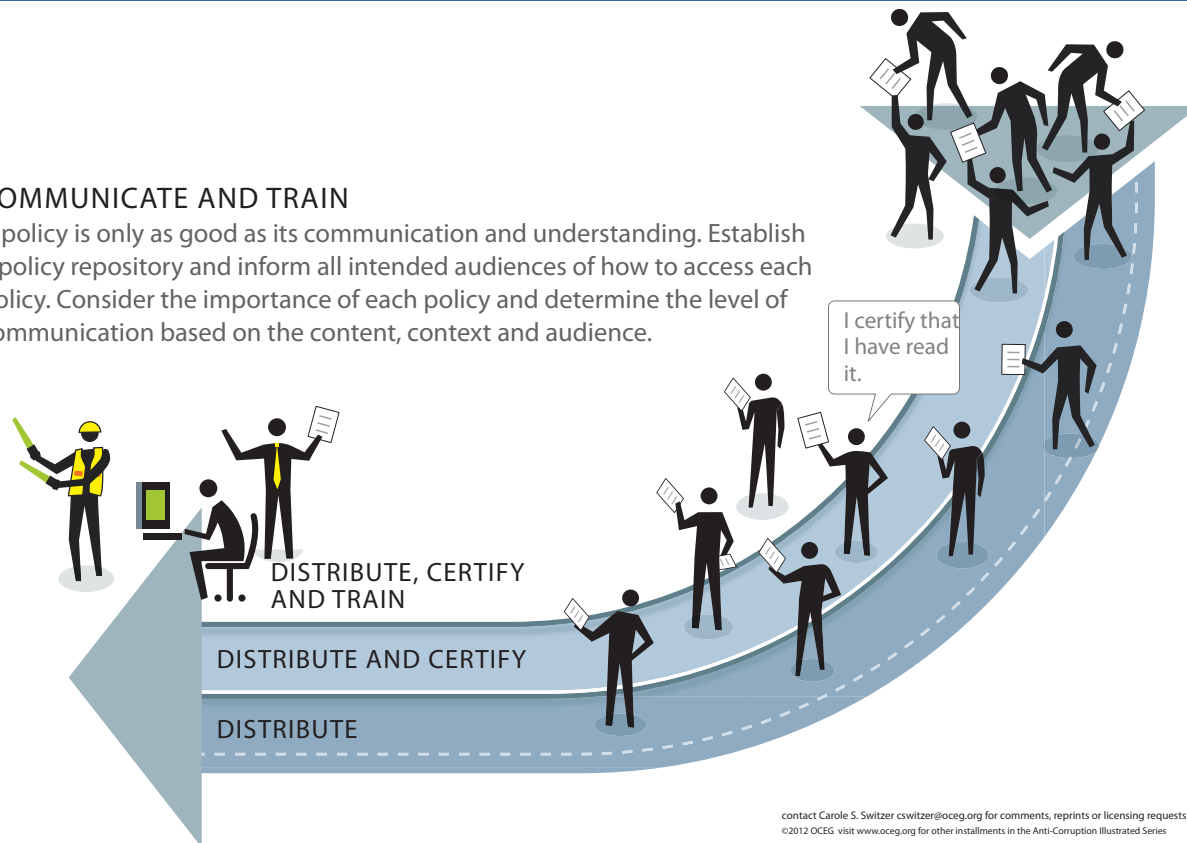 OMMUNICATE AND TRAIN
policy is only as good as its communication and understanding. Establish
policy repository and inform all intended audiences of how to access each
olicy. Consider the importance of each policy and determine the level of
ommunication based on the content, context and audience.
I certify that
I have read
it.
DISTRIBUTE, CERTIFY
AND TRAIN
DISTRIBUTE AND CERTIFY
DISTRIBUTE
contact Carole S. Switzer cswitzer@oceg.org for comments, reprints or licensing requests
©2012 OCEG visit www.oceg.org for other installments in the Anti-Corruption Illustrated Series